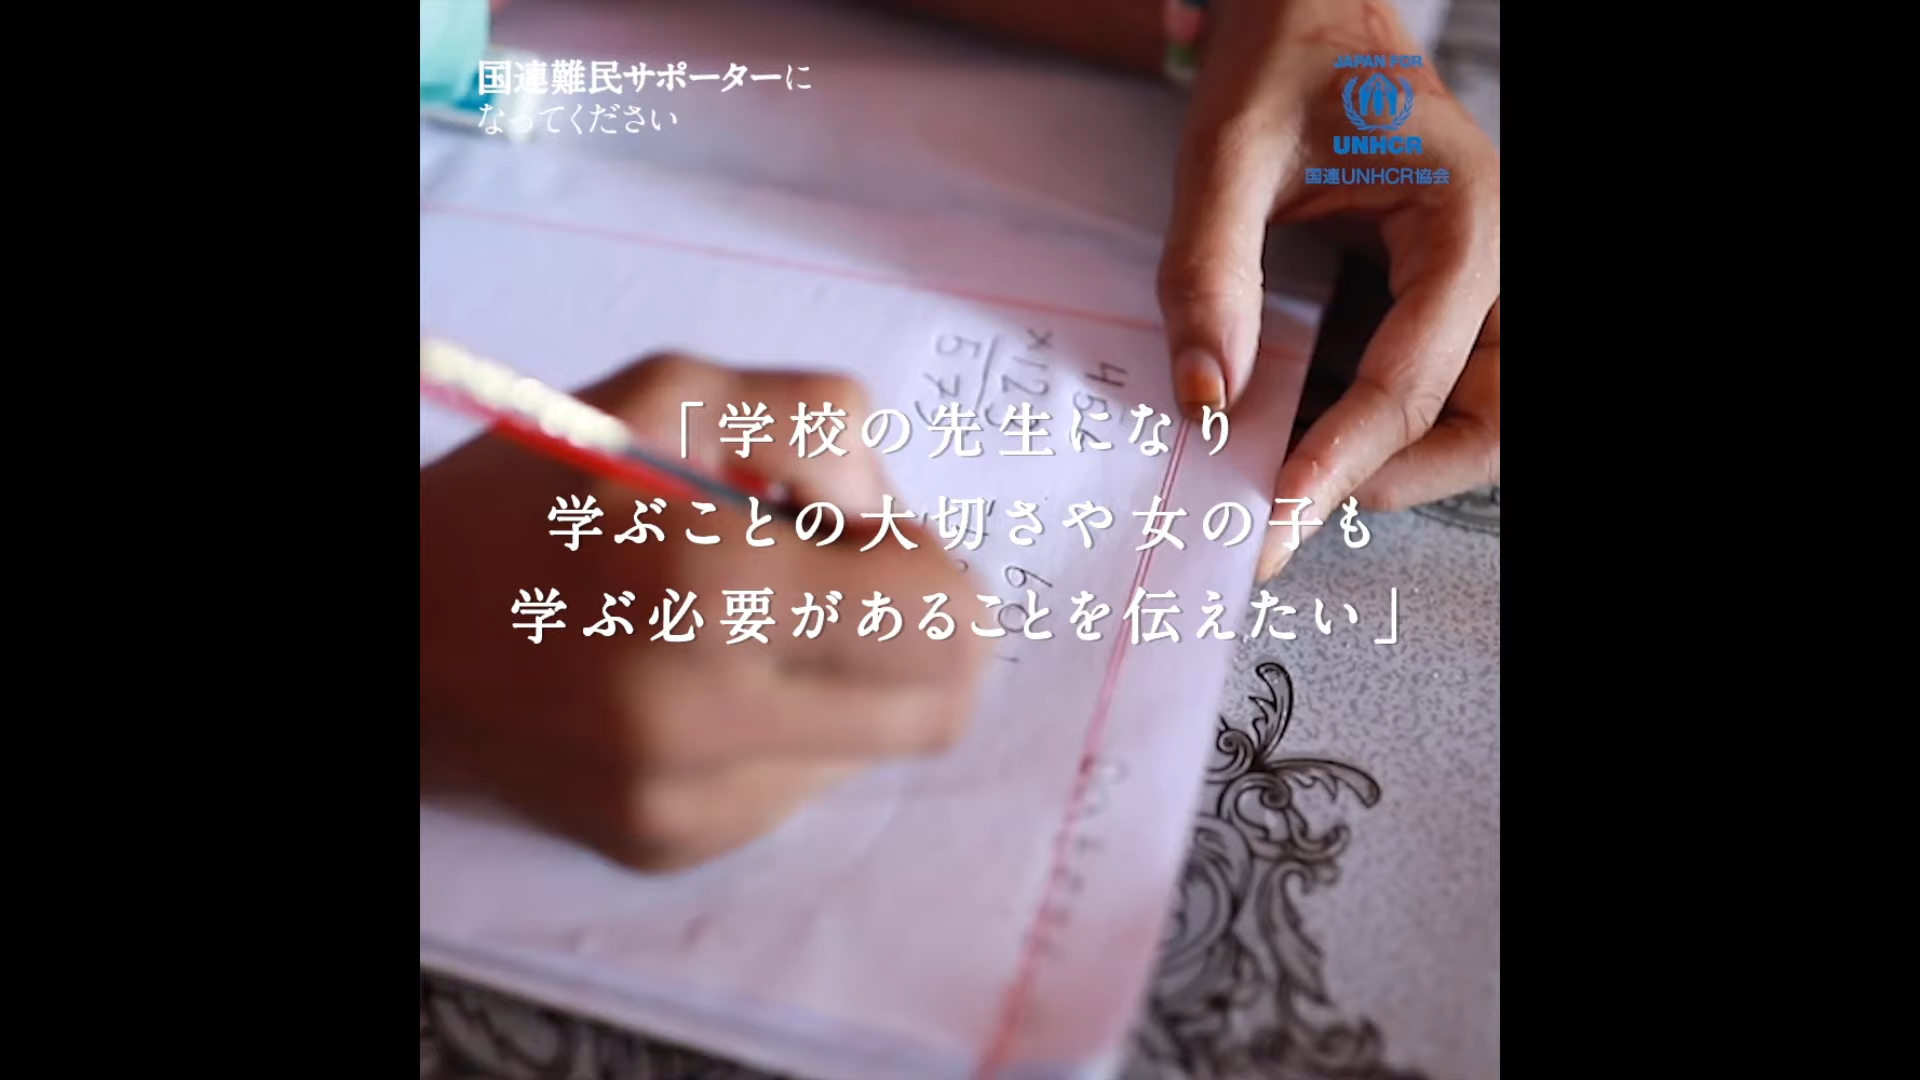 国連難民サポーターに
なってください
JAPAN FOR
UNHCR
国連UNHCR協会
「学校の先生になり
学ぶことの大切さや女の子も
学ぶ必要があることを伝えたい」